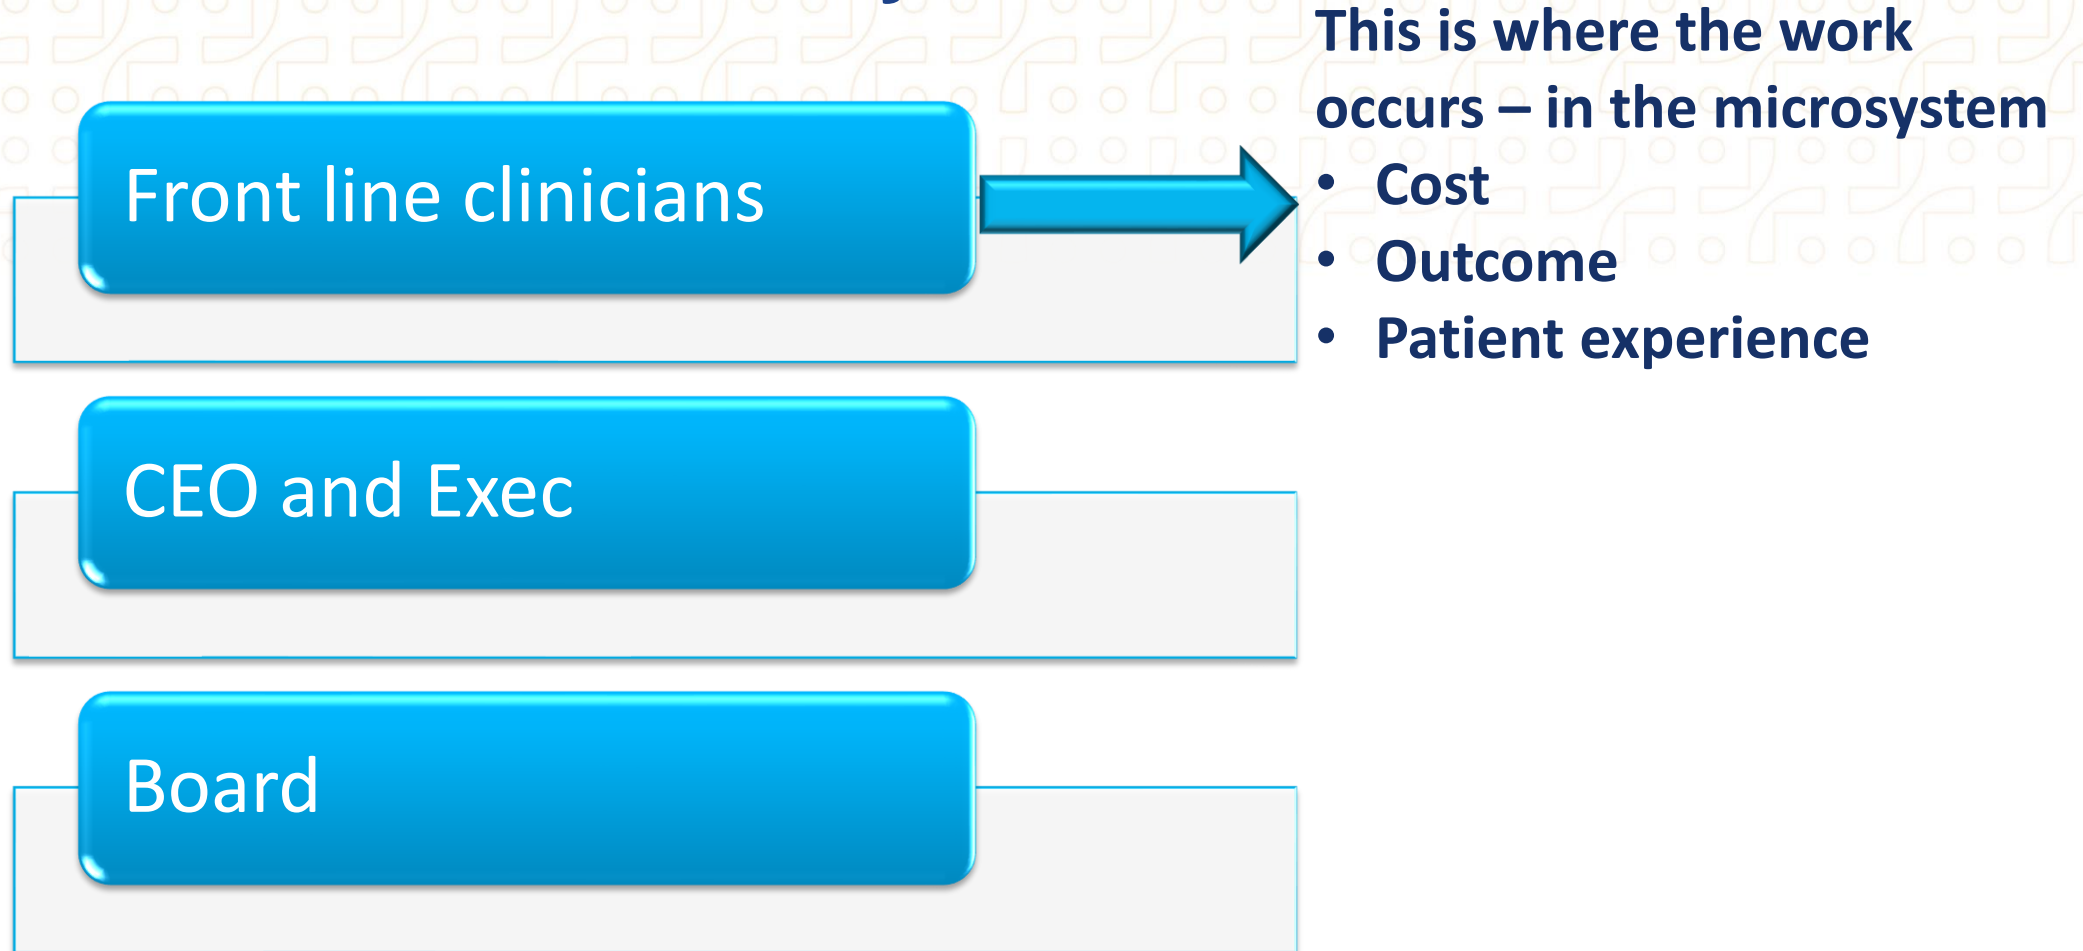 This is where the work
occurs – in the microsystem
• Cost
• Outcome
• Patient experience
Front line clinicians
CEO and Exec
Board